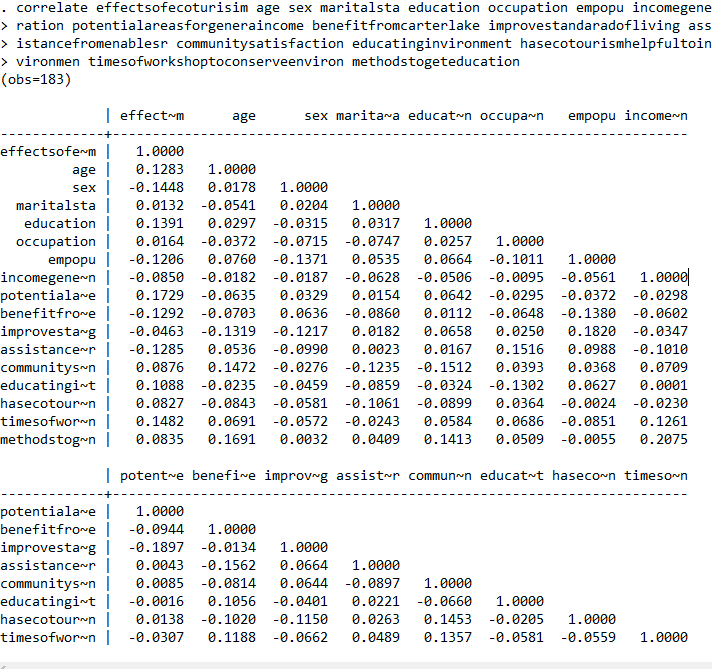 . correlate effectsofecoturisim age sex maritalsta education occupation empopu incomegene
> ration potentialareasforgeneraincome benefitfromcarterlake improvestandaradofliving ass
> istancefromenablesr communitysatisfaction educatinginvironment hasecotourismhelpfultoin
> vironmen timesofworkshoptoconserveenviron methodstogeteducation
(obs=183)
| effect~m age sex marita~a educat~n occupa~n empopu income~n
-------------+------------------------------------------------------------------------
effectsofe~m | 1.0000
age | 0.1283 1.0000
sex | -0.1448 0.0178 1.0000
maritalsta | 0.0132 -0.0541 0.0204 1.0000
education | 0.1391 0.0297 -0.0315 0.0317 1.0000
occupation | 0.0164 -0.0372 -0.0715 -0.0747 0.0257 1.0000
empopu | -0.1206 0.0760 -0.1371 0.0535 0.0664 -0.1011 1.0000
incomegene~n | -0.0850 -0.0182 -0.0187 -0.0628 -0.0506 -0.0095 -0.0561 1.0000
potentiala~e | 0.1729 -0.0635 0.0329 0.0154 0.0642 -0.0295 -0.0372 -0.0298
benefitfro~e | -0.1292 -0.0703 0.0636 -0.0860 0.0112 -0.0648 -0.1380 -0.0602
improvesta~g | -0.0463 -0.1319 -0.1217 0.0182 0.0658 0.0250 0.1820 -0.0347
assistance~r | -0.1285 0.0536 -0.0990 0.0023 0.0167 0.1516 0.0988 -0.1010
communitys~n | 0.0876 0.1472 -0.0276 -0.1235 -0.1512 0.0393 0.0368 0.0709
educatingi~t | 0.1088 -0.0235 -0.0459 -0.0859 -0.0324 -0.1302 0.0627 0.0001
hasecotour~n | 0.0827 -0.0843 -0.0581 -0.1061 -0.0899 0.0364 -0.0024 -0.0230
timesofwor~n | 0.1482 0.0691 -0.0572 -0.0243 0.0584 0.0686 -0.0851 0.1261
methodstog~n | 0.0835 0.1691 0.0032 0.0409 0.1413 0.0509 -0.0055 0.2075
| potent~e benefi~e improv~g assist~r commun~n educat~t haseco~n timeso~n
-------------+------------------------------------------------------------------------
potentiala~e | 1.0000
benefitfro~e | -0.0944 1.0000
improvesta~g | -0.1897 -0.0134 1.0000
assistance~r | 0.0043 -0.1562 0.0664 1.0000
communitys~n | 0.0085 -0.0814 0.0644 -0.0897 1.0000
educatingi~t | -0.0016 0.1056 -0.0401 0.0221 -0.0660 1.0000
hasecotour~n | 0.0138 -0.1020 -0.1150 0.0263 0.1453 -0.0205 1.0000
timesofwor~n | -0.0307 0.1188 -0.0662 0.0489 0.1357 -0.0581 -0.0559 1.0000